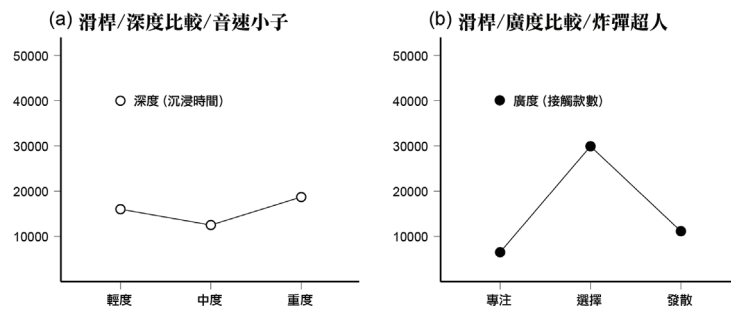 (a) 滑桿/深度比較/音速小子
50000
40000
30000
20000
10000
深度 (沉浸時間)
輕度 中度 重度
(b) 滑桿/廣度比較/炸彈超人
50000
40000
30000
20000
10000
廣度 (接觸款數)
專注 選擇 發散